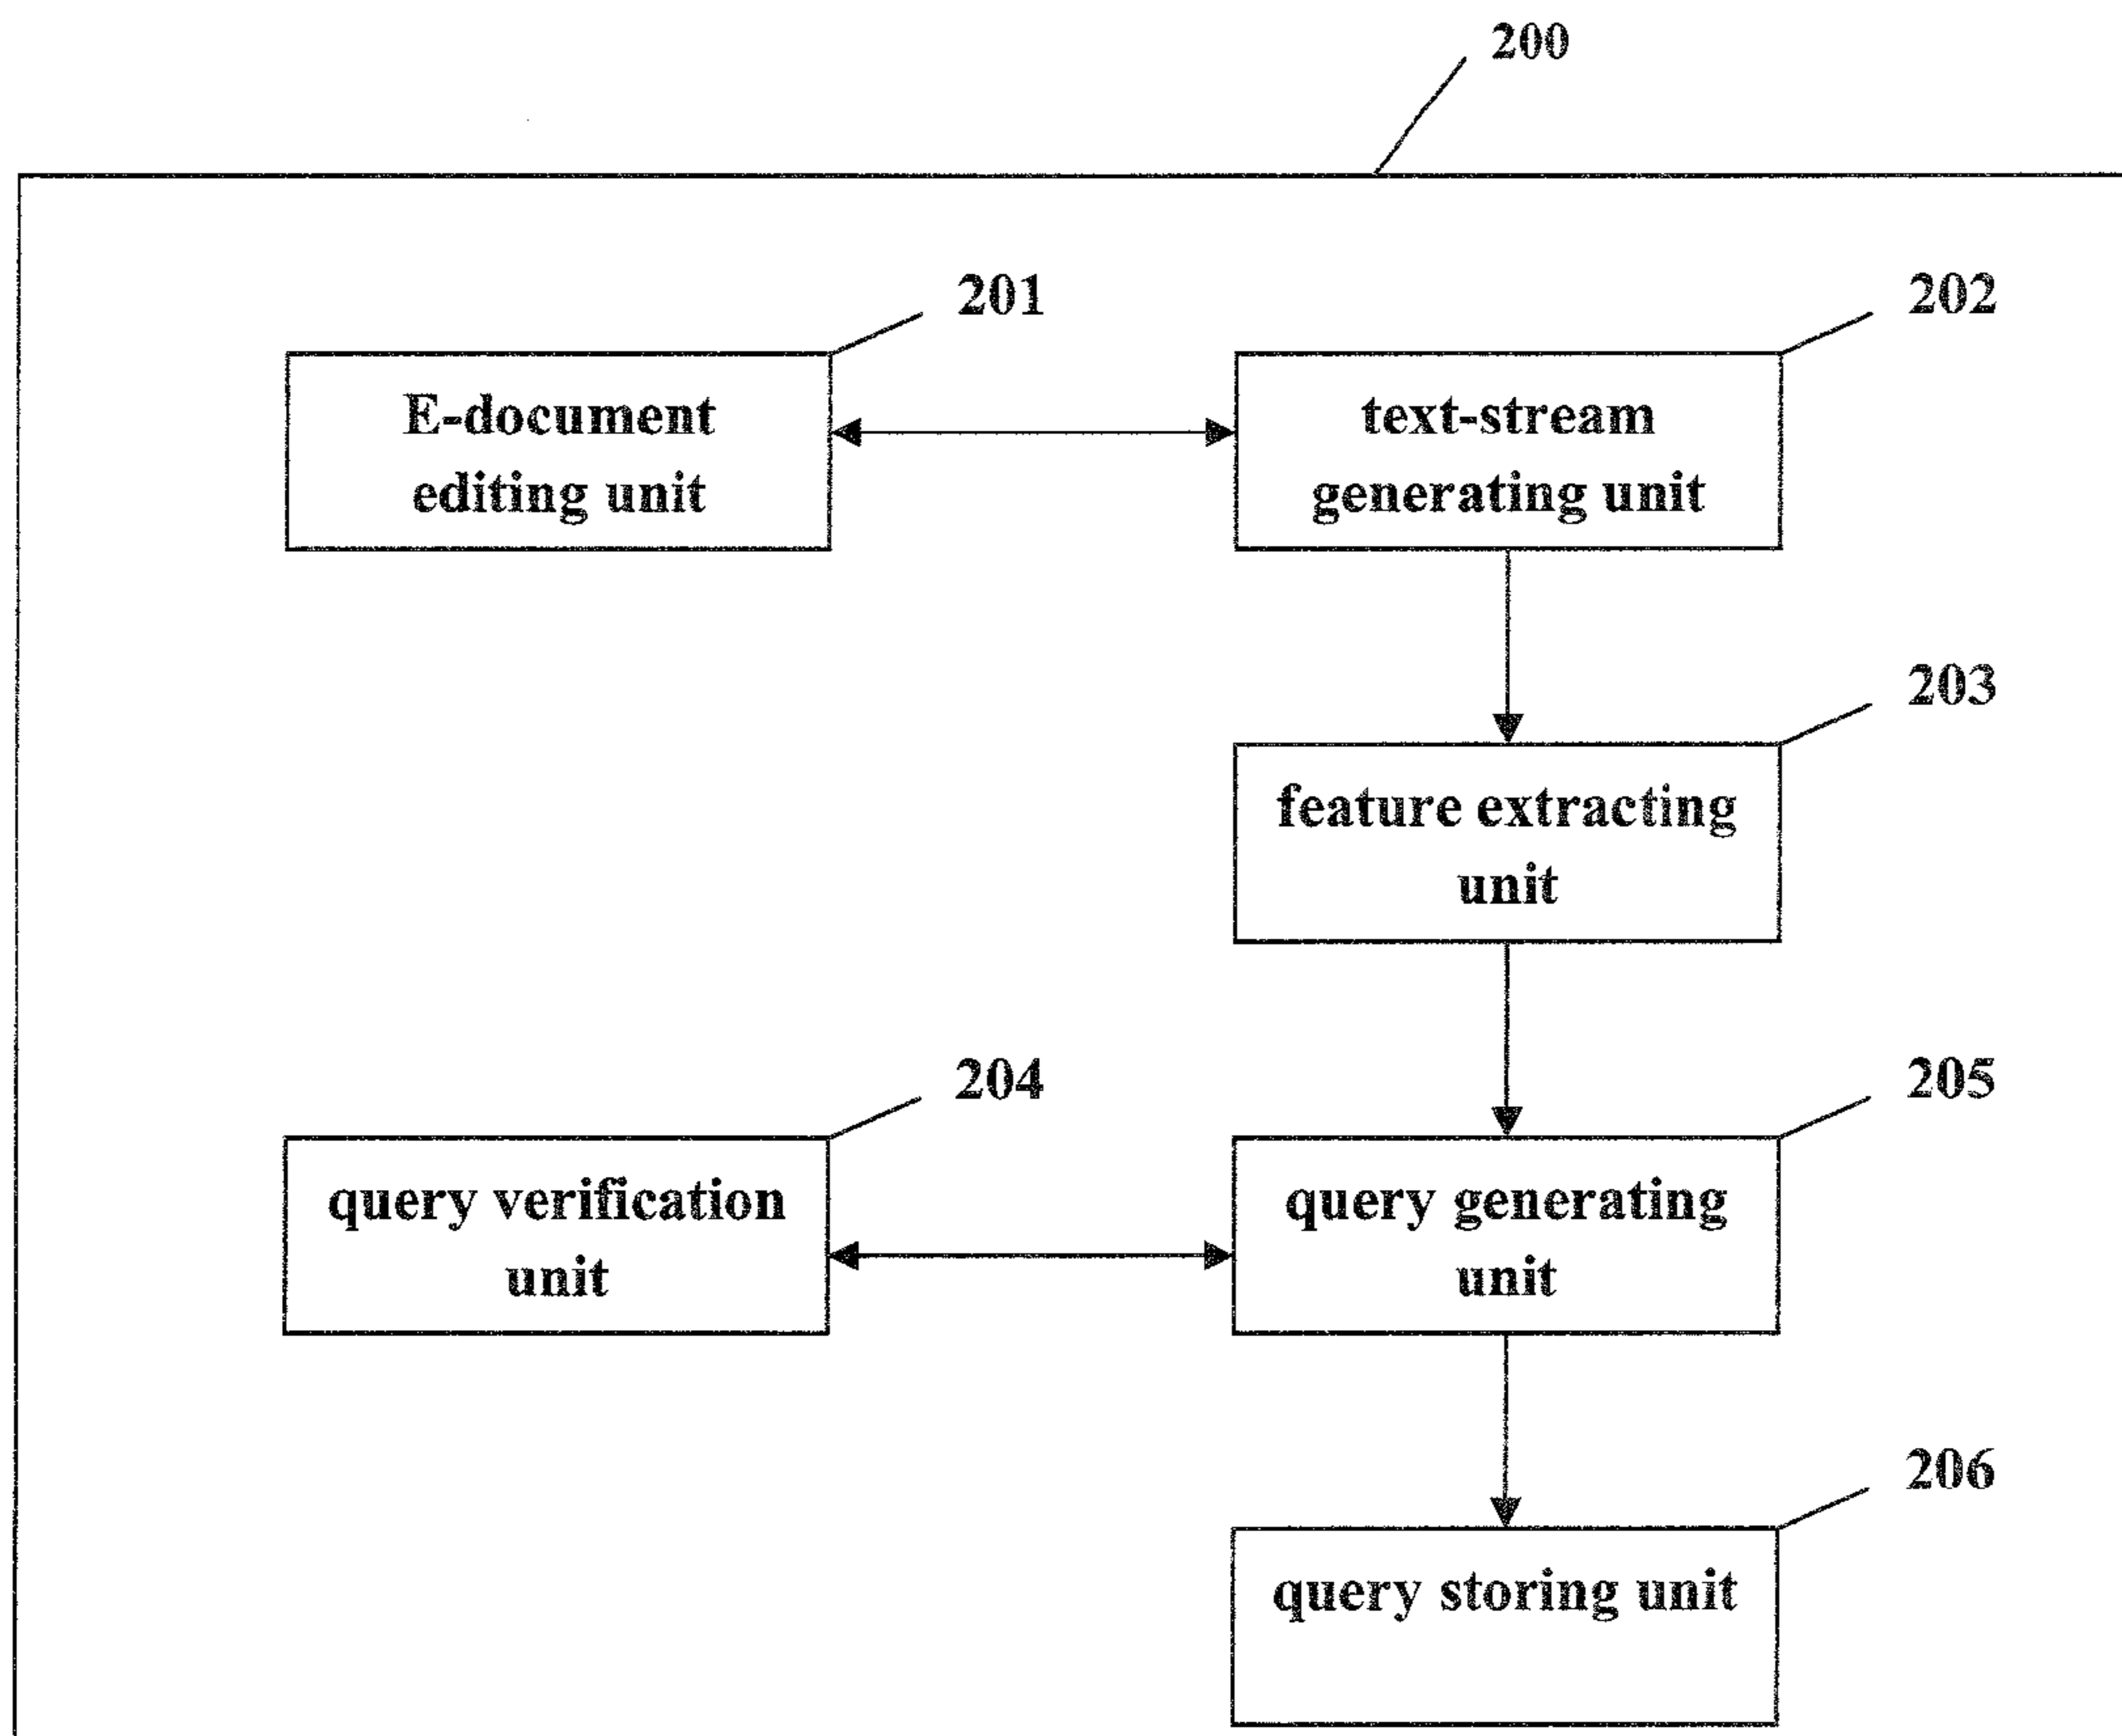 200
201
202
E-document
editing unit
text-stream
generating unit
203
feature extracting
unit
204
205
query verification
unit
query generating
unit
206
query storing unit